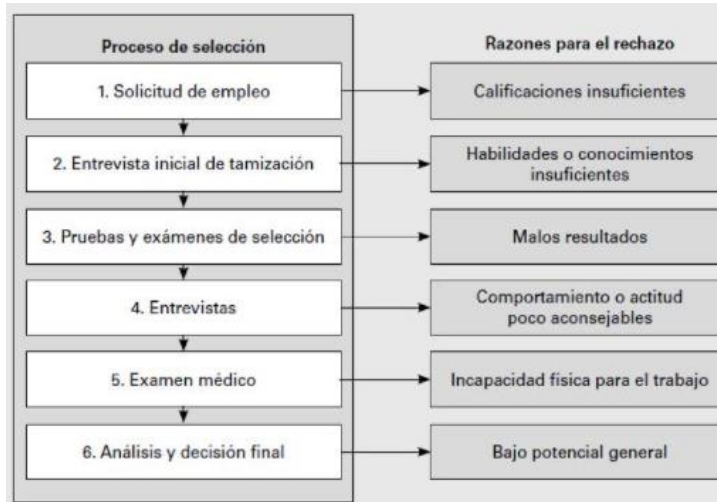 Proceso de selección
Razones para el rechazo
1. Solicitud de empleo
Calificaciones insuficientes
2. Entrevista inicial de tamización
Habilidades o conocimientos
insuficientes
3. Pruebas y exámenes de selección
Malos resultados
4. Entrevistas
Comportamiento o actitud
poco aconsejables
5. Examen médico
Incapacidad física para el trabajo
6. Análisis y decisión final
Bajo potencial general